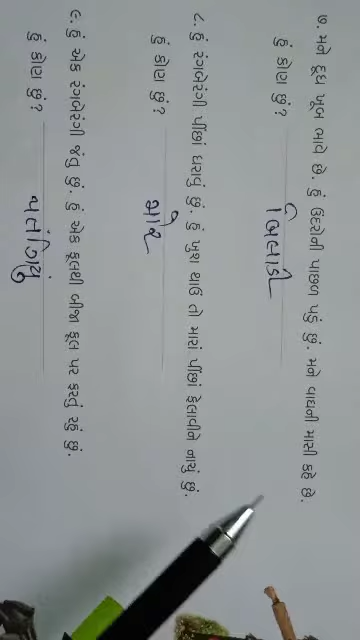 ૭. મને દૂધ ખૂબ ભાવે છે. હું ઉંદરોની પાછળ પડું છું. મને વાઘની માસી કહે છે.
હું કોણ છું? બિલાડી
૮. હું રંગબેરંગી પીંછાં ધરાવું છું. હું ખુશ થાઉં તો મારાં પીંછાં ફેલાવીને નાચું છું.
હું કોણ છું? મોર
૯. હું એક રંગબેરંગી જંતુ છું. હું એક ફૂલથી બીજા ફૂલ પર ફરતું રહું છું.
હું કોણ છું? પતંગિયું